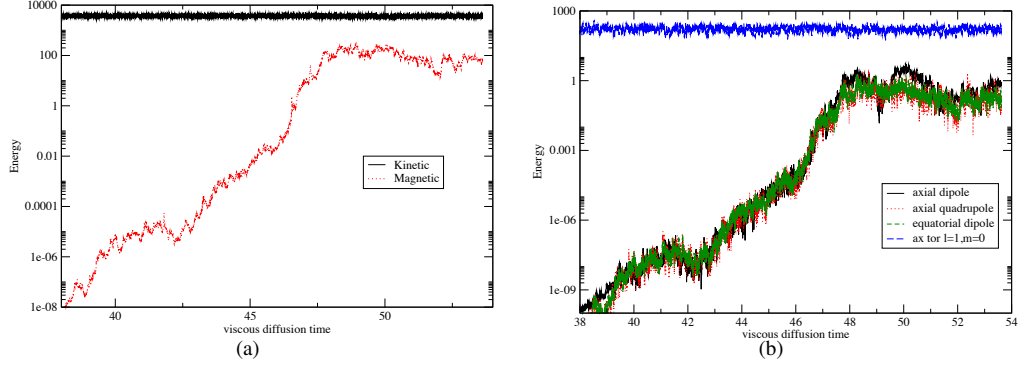 10000
100
1
0.01
0.0001
1e-06
1e-08
Energy
40
45
50
viscous diffusion time
Kinetic
Magnetic
(a)
1000
1
0.001
1e-06
1e-09
Energy
38 40 42 44 46 48 50 52 54
viscous diffusion time
axial dipole
axial quadrupole
equatorial dipole
ax tor l=1,m=0
(b)